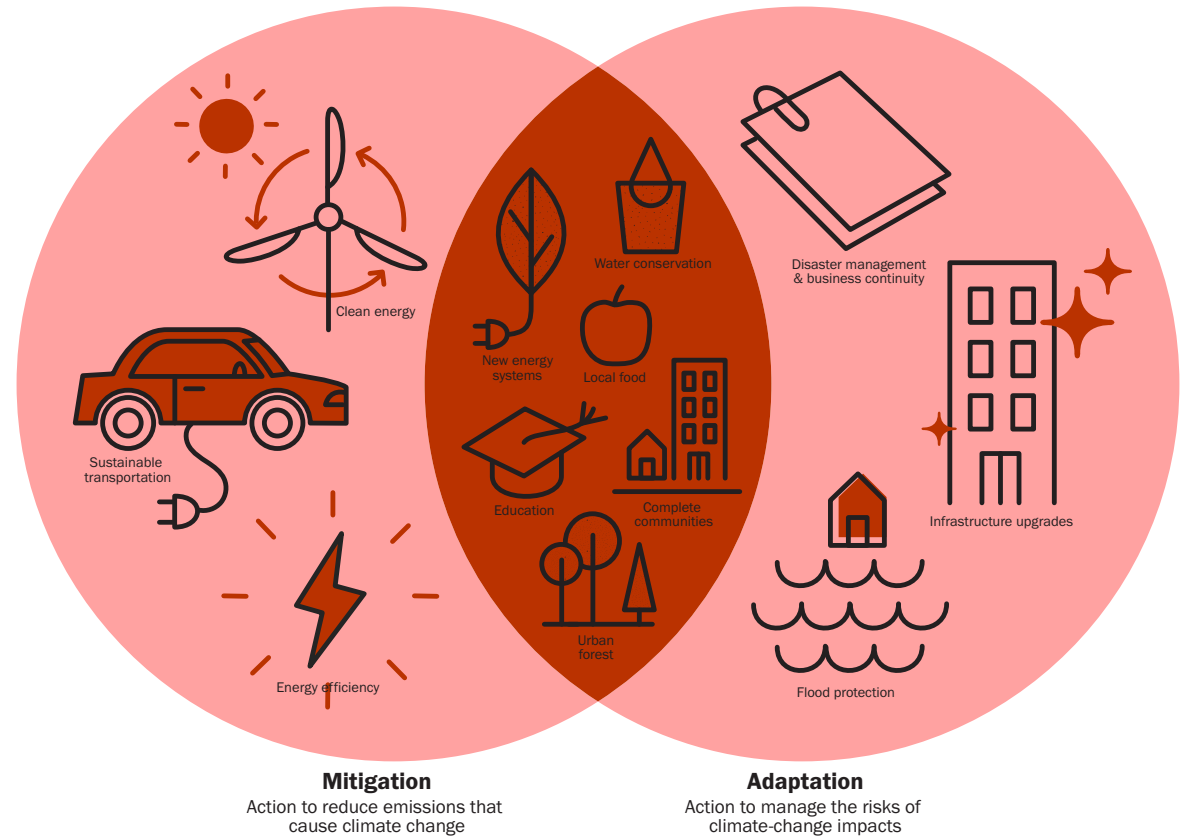 Water conservation
Disaster management
& business continuity
Clean energy
New energy
systems
Local food
Sustainable
transportation
Education
Complete
communities
Infrastructure upgrades
Urban
forest
Energy efficiency
Flood protection
Mitigation
Action to reduce emissions that
cause climate change
Adaptation
Action to manage the risks of
climate-change impacts